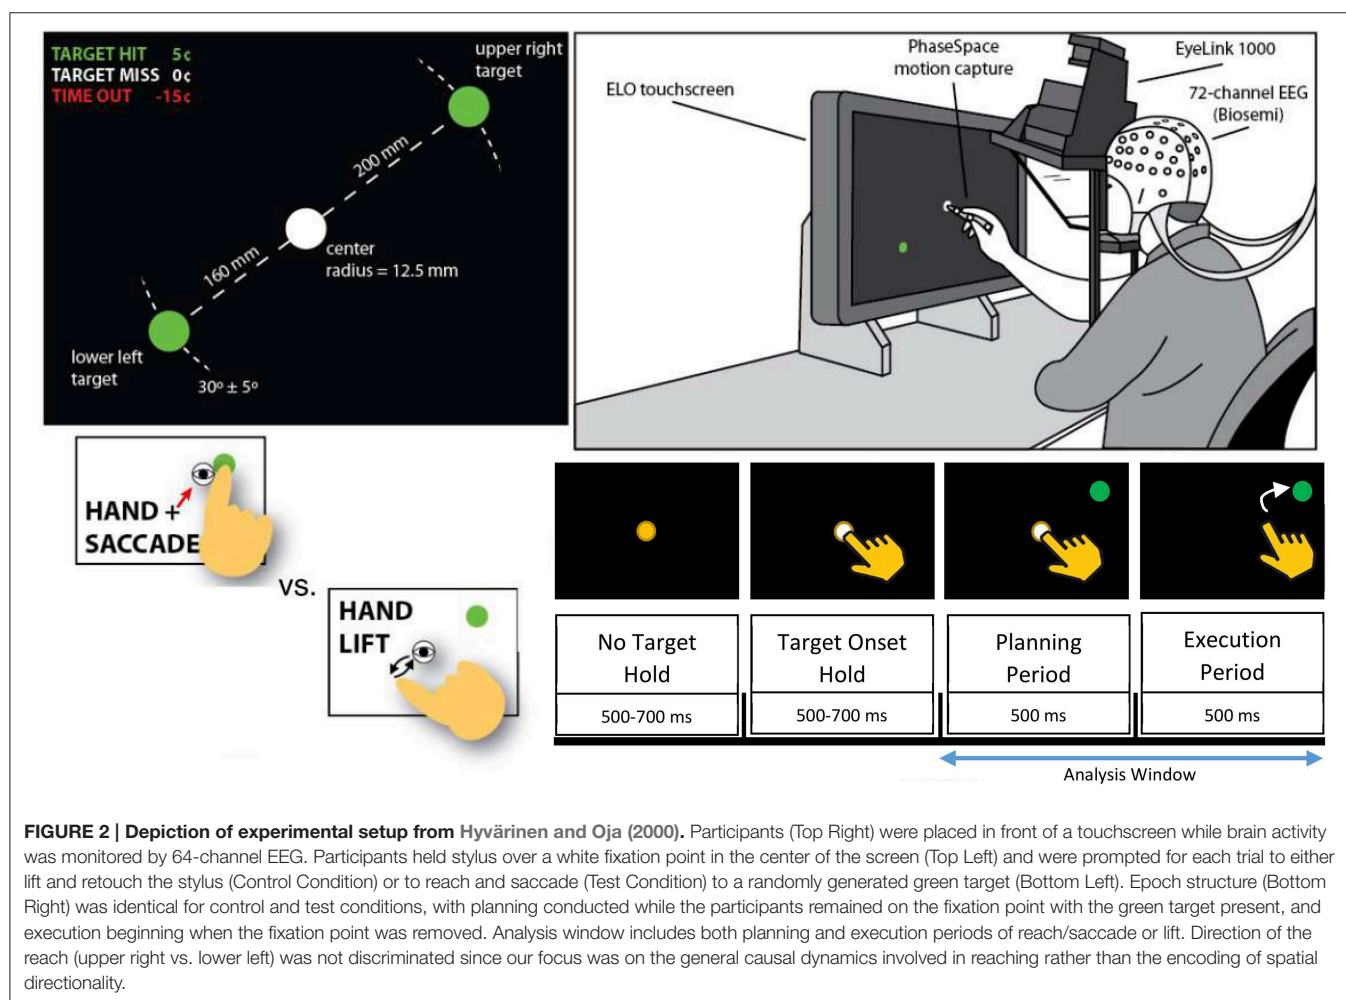 TARGET HIT 5¢
TARGET MISS 0¢
TIME OUT -15¢
upper right
target
200 mm
center
radius = 12.5 mm
160 mm
lower left
target
30º ± 5º
PhaseSpace
motion capture
EyeLink 1000
ELO touchscreen
72-channel EEG
(Biosemi)
HAND +
SACCADE
vs.
HAND
LIFT
No Target
Hold
Target Onset
Hold
Planning
Period
Execution
Period
500-700 ms
500-700 ms
500 ms
500 ms
Analysis Window
FIGURE 2 | Depiction of experimental setup from Hyvärinen and Oja (2000). Participants (Top Right) were placed in front of a touchscreen while brain activity
was monitored by 64-channel EEG. Participants held stylus over a white fixation point in the center of the screen (Top Left) and were prompted for each trial to either
lift and retouch the stylus (Control Condition) or to reach and saccade (Test Condition) to a randomly generated green target (Bottom Left). Epoch structure (Bottom
Right) was identical for control and test conditions, with planning conducted while the participants remained on the fixation point with the green target present, and
execution beginning when the fixation point was removed. Analysis window includes both planning and execution periods of reach/saccade or lift. Direction of the
reach (upper right vs. lower left) was not discriminated since our focus was on the general causal dynamics involved in reaching rather than the encoding of spatial
directionality.